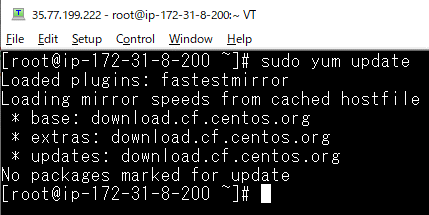 35.77.199.222 - root@ip-172-31-8-200:~ VT
File Edit Setup Control Window Help
[root@ip-172-31-8-200 ~]# sudo yum update
Loaded plugins: fastestmirror
Loading mirror speeds from cached hostfile
 * base: download.cf.centos.org
 * extras: download.cf.centos.org
 * updates: download.cf.centos.org
No packages marked for update
[root@ip-172-31-8-200 ~]#